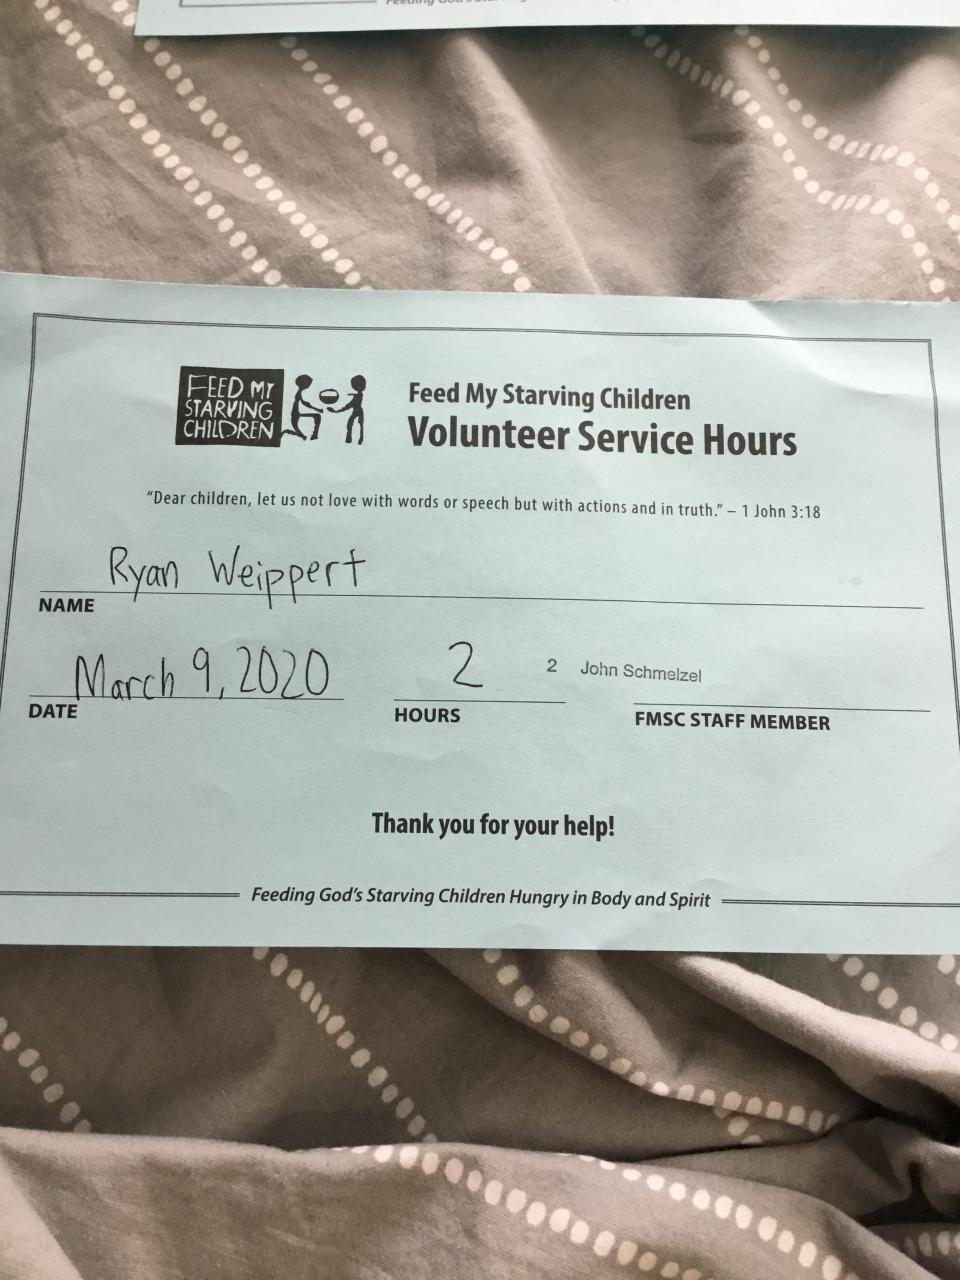 FEED MY
STARVING
CHILDREN
Feed My Starving Children
Volunteer Service Hours
“Dear children, let us not love with words or speech but with actions and in truth.” – 1 John 3:18
Ryan Weippert
NAME
March 9, 2020 2 2 John Schmelzel
DATE HOURS FMSC STAFF MEMBER
Thank you for your help!
Feeding God's Starving Children Hungry in Body and Spirit